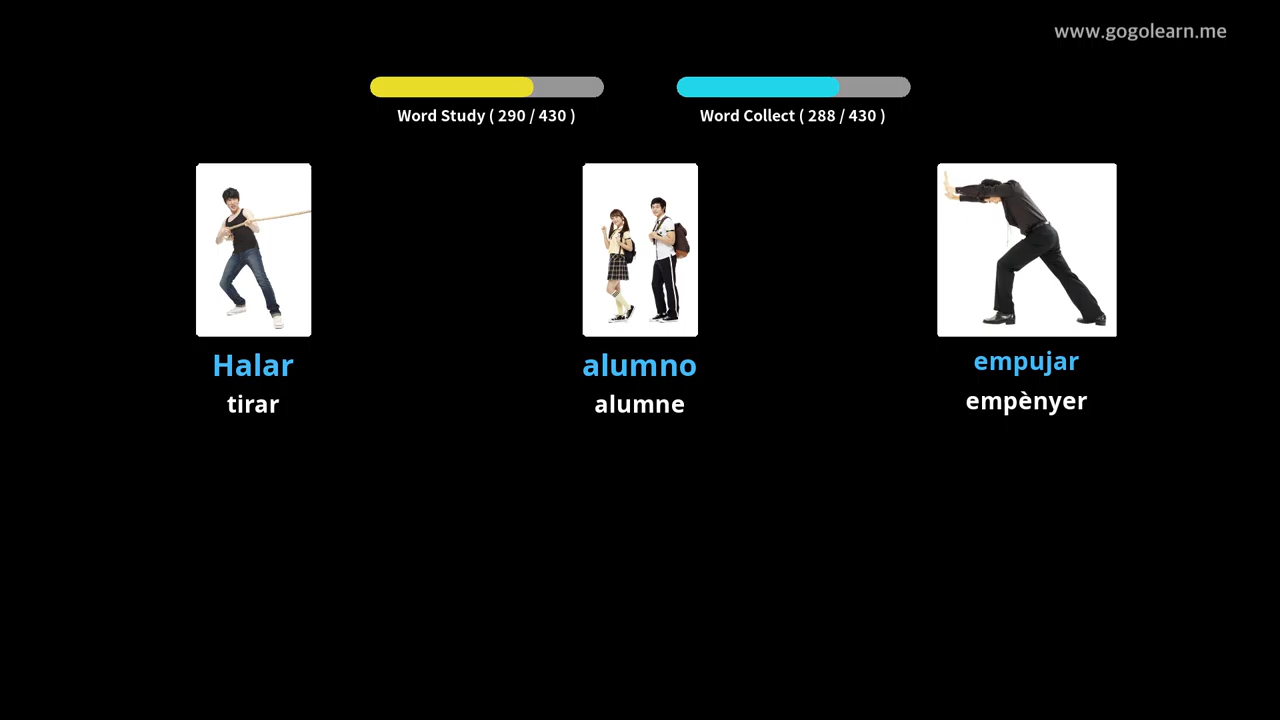 www.gogolearn.me
Word Study ( 290 / 430 )
Word Collect ( 288 / 430 )
Halar
tirar
alumno
alumne
empujar
empènyer